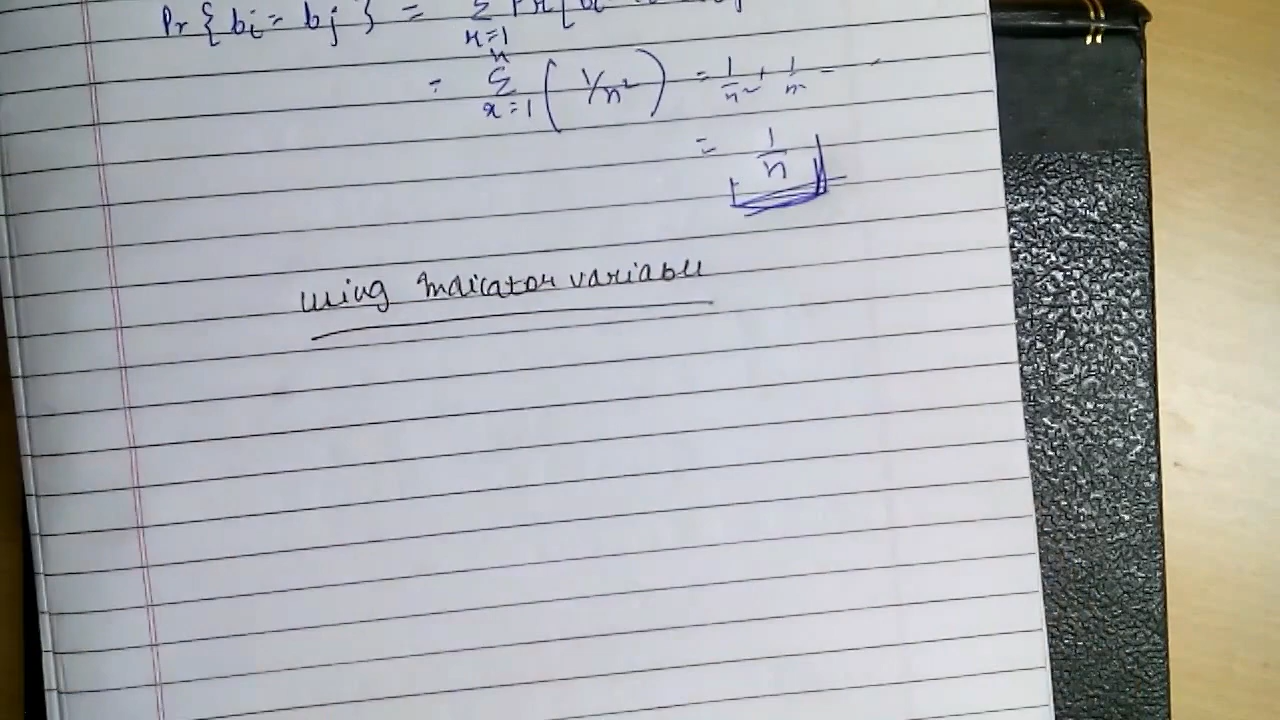 Pr{bi = bj} = Σ Pr{
x=1
n
= Σ (1/n²) = 1/n² + 1/n² - -
x=1
= 1/n
using Indicator variable